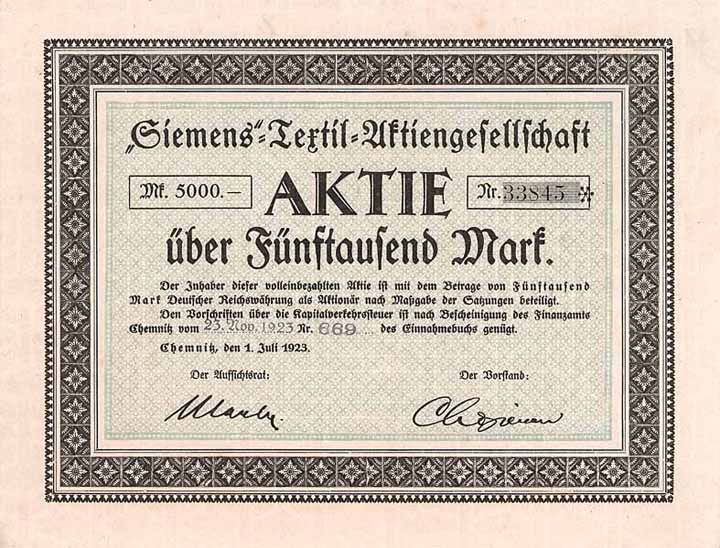 „Siemens“-Textil-Aktiengesellschaft
Mk. 5000.— AKTIE Nr. 33845 *
über Fünftausend Mark.
Der Inhaber dieser volleinbezahlten Aktie ist mit dem Betrage von Fünftausend
Mark Deutscher Reichswährung als Aktionär nach Maßgabe der Satzungen beteiligt.
Den Vorschriften über die Kapitalverkehrssteuer ist nach Bescheinigung des Finanzamts
Chemnitz vom 23. Nov. 1923 Nr. 669 des Einnahmebuchs genügt.
Chemnitz, den 1. Juli 1923.
Der Aufsichtsrat: Der Vorstand: